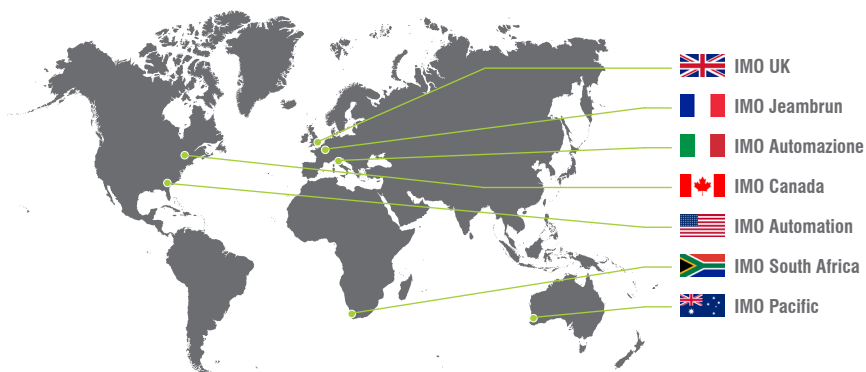 IMO UK
IMO Jeambrun
IMO Automazione
IMO Canada
IMO Automation
IMO South Africa
IMO Pacific